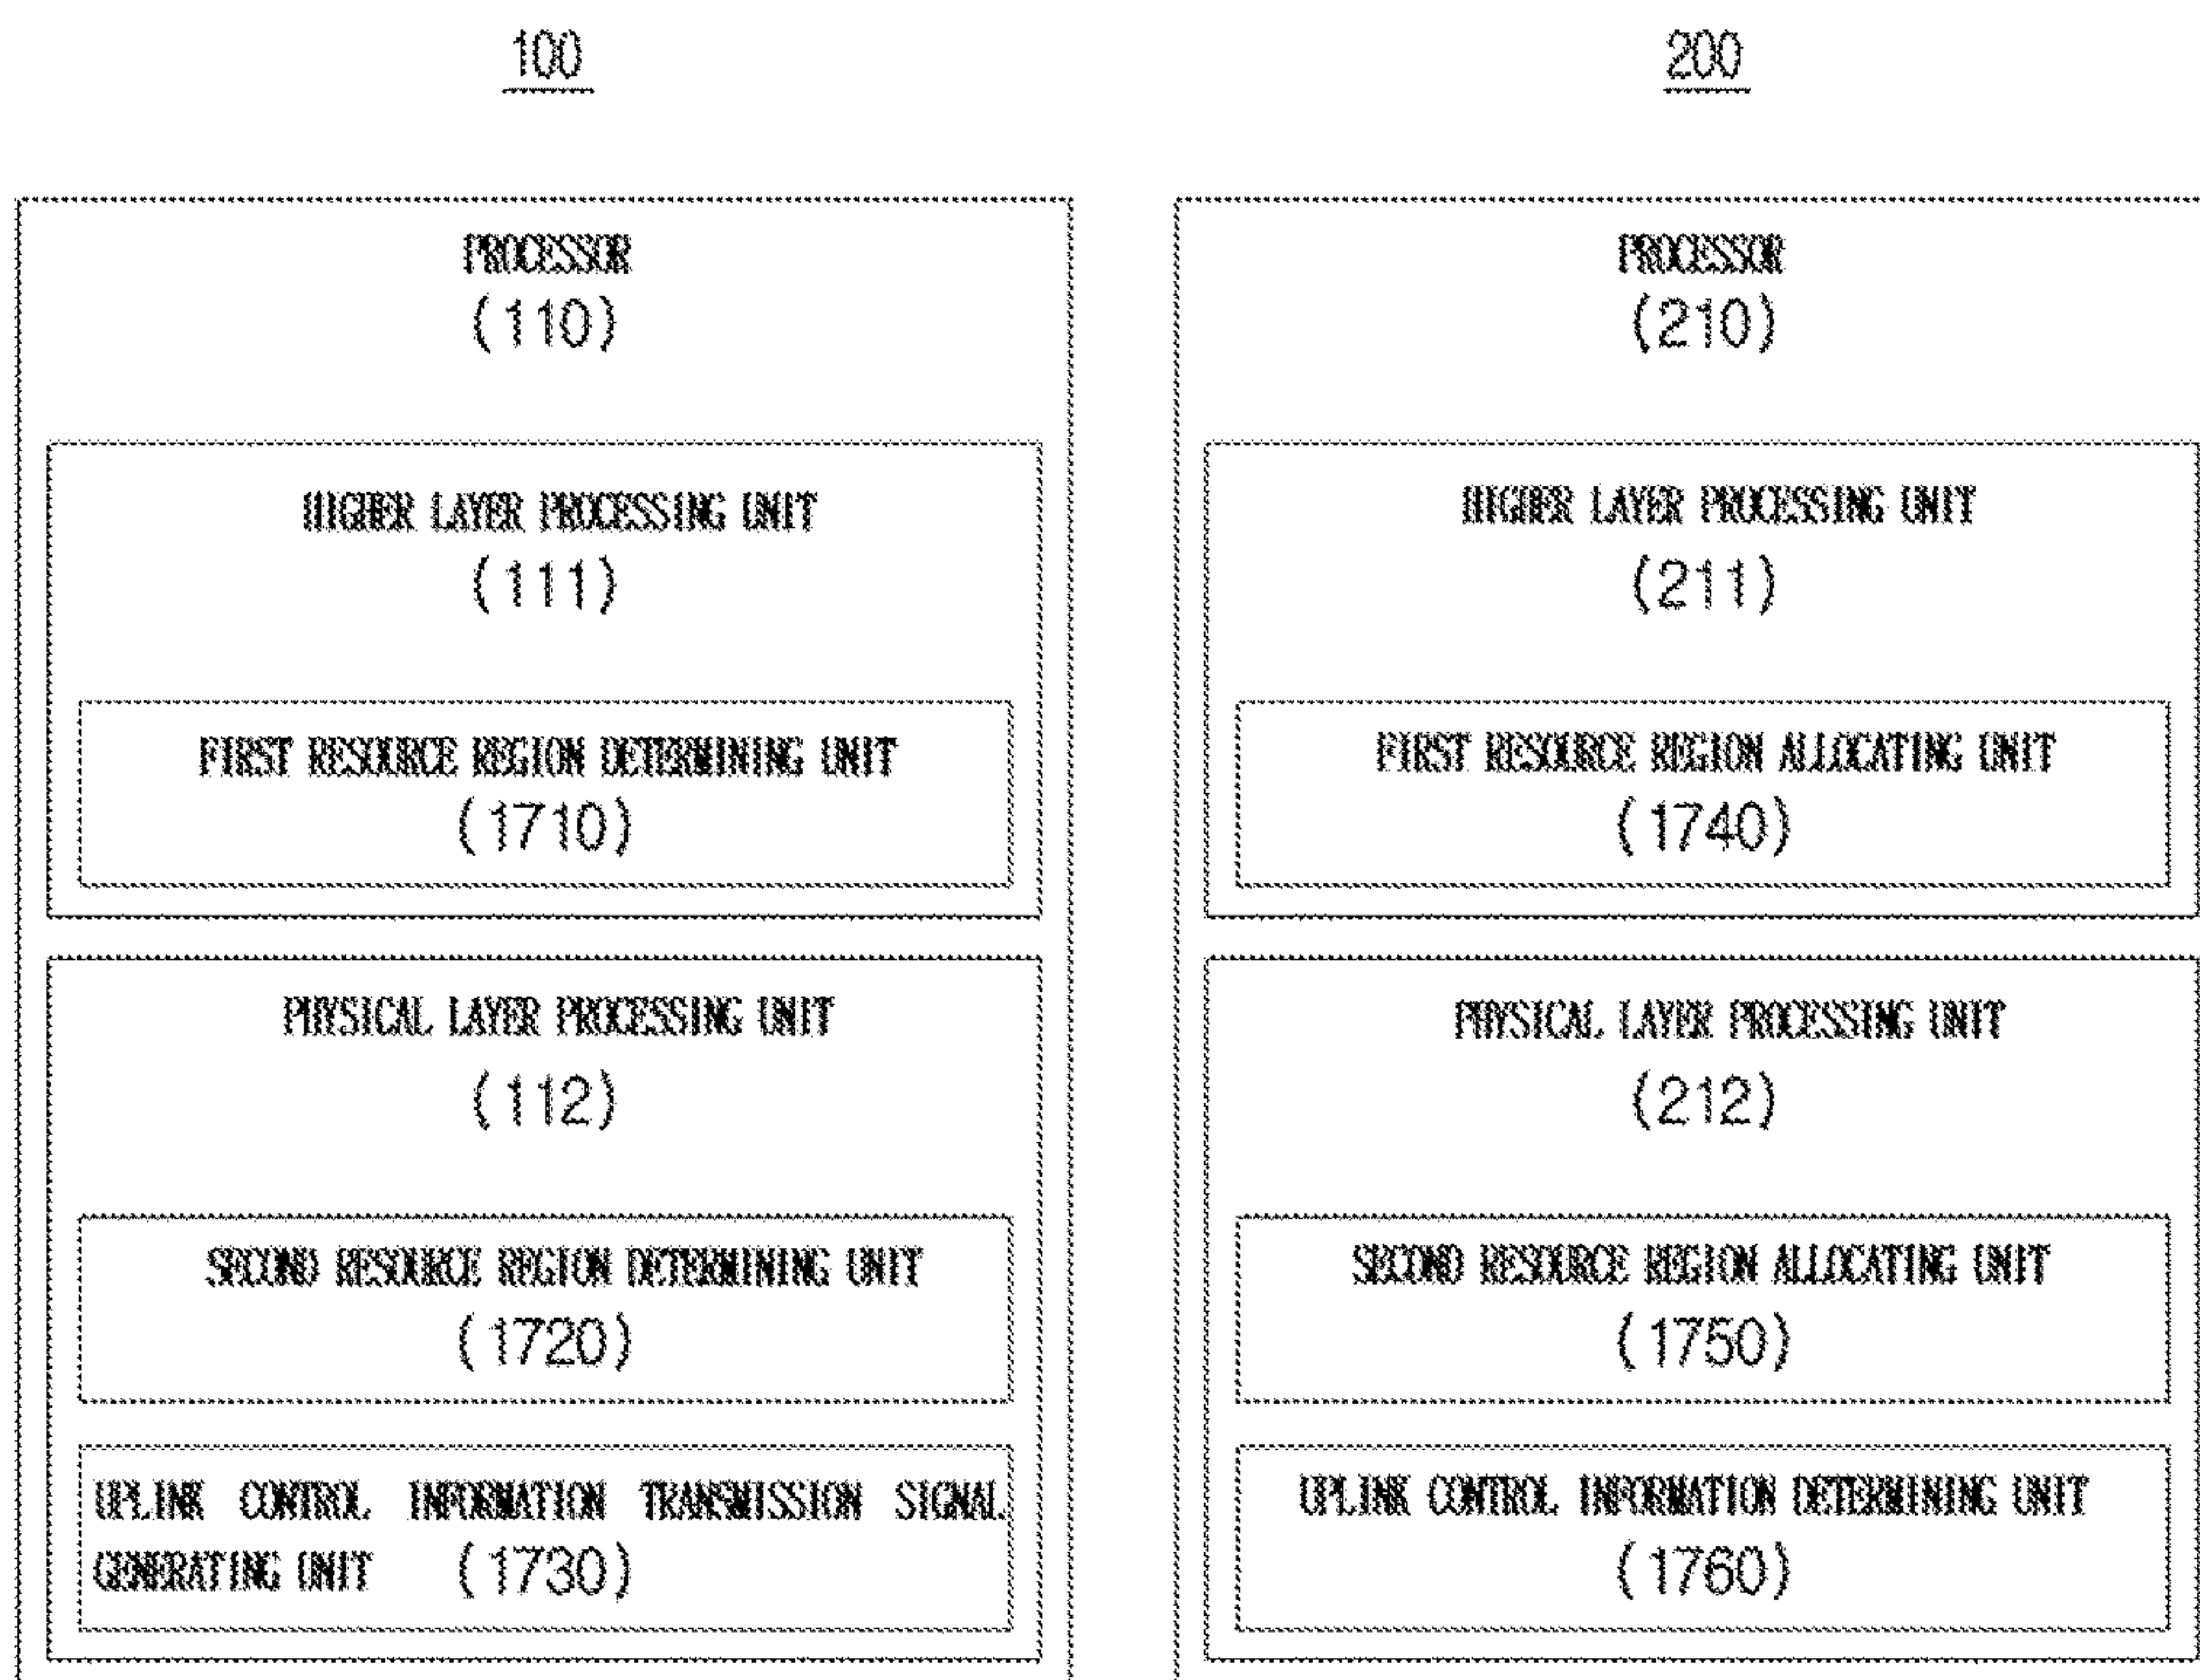 100
PROCESSOR
(110)
HIGHER LAYER PROCESSING UNIT
(111)
FIRST RESOURCE REGION DETERMINING UNIT
(1710)
PHYSICAL LAYER PROCESSING UNIT
(112)
SECOND RESOURCE REGION DETERMINING UNIT
(1720)
UPLINK CONTROL INFORMATION TRANSMISSION SIGNAL
GENERATING UNIT (1730)
200
PROCESSOR
(210)
HIGHER LAYER PROCESSING UNIT
(211)
FIRST RESOURCE REGION ALLOCATING UNIT
(1740)
PHYSICAL LAYER PROCESSING UNIT
(212)
SECOND RESOURCE REGION ALLOCATING UNIT
(1750)
UPLINK CONTROL INFORMATION DETERMINING UNIT
(1760)